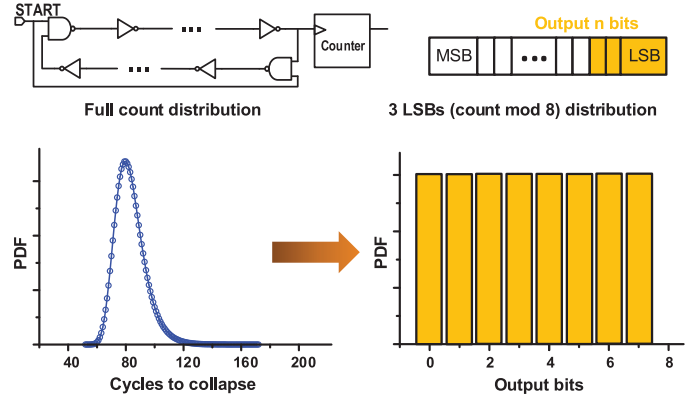 START
Counter
Output n bits
MSB
LSB
Full count distribution
3 LSBs (count mod 8) distribution
PDF
40 80 120 160 200
Cycles to collapse
PDF
0 2 4 6 8
Output bits